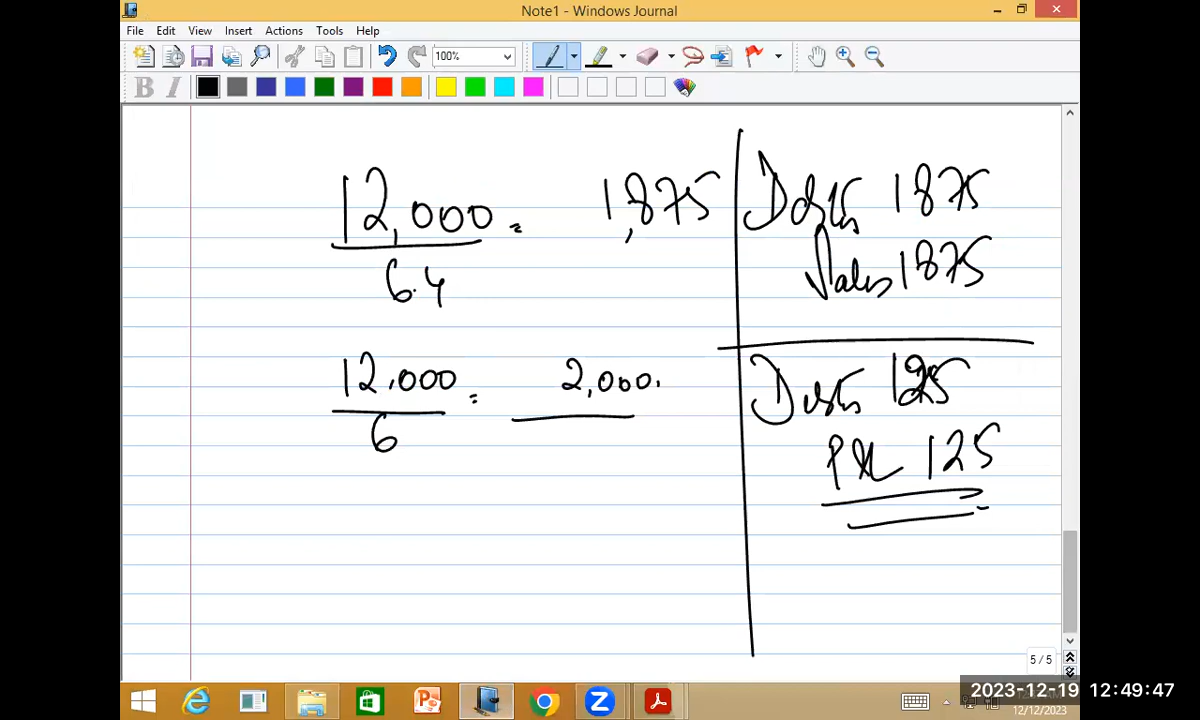 Note1 - Windows Journal
File Edit View Insert Actions Tools Help
100%
B I
12,000 = 1,875
6.4
12,000 = 2,000.
6
Debts 1875
Sales 1875
Debts 125
P&L 125
5/5
2023-12-19 12:49:47
12/12/2023